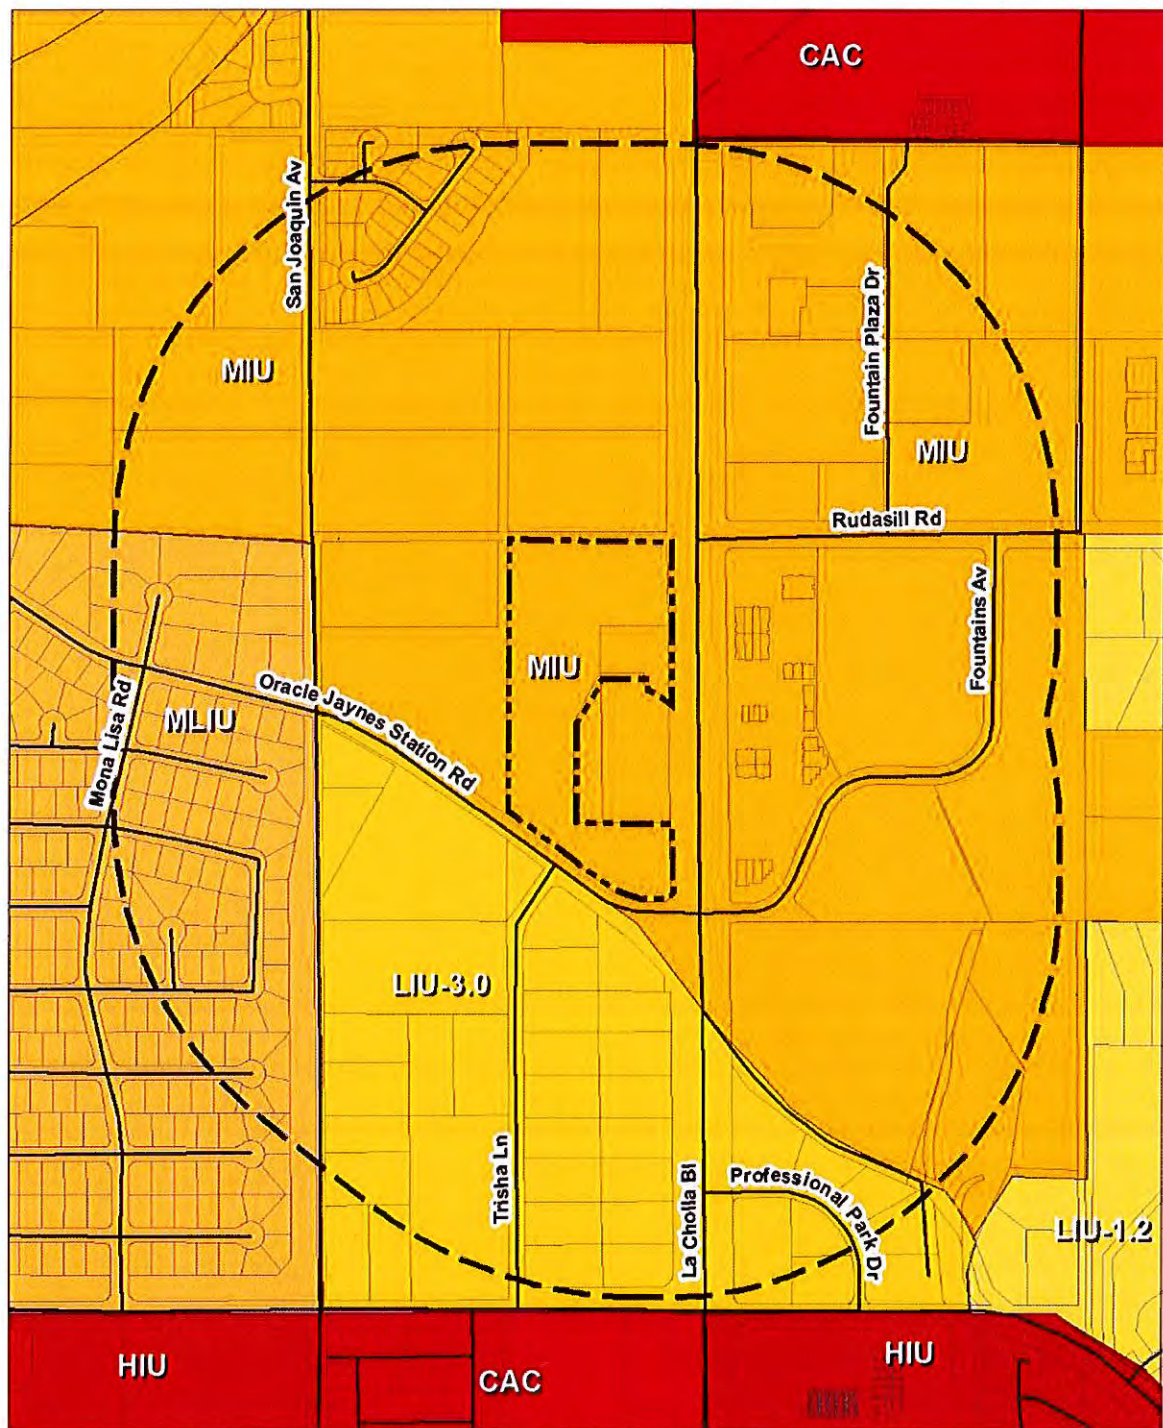 CAC
San Joaquin Av
Fountain Plaza Dr
MIU
MIU
Rudasill Rd
Fountains Av
MIU
Oracle Jaynes Station Rd
Mona Lisa Rd
MLIU
LIU-3.0
Trisha Ln
La Cholla Bl
Professional Park Dr
LIU-1.2
HIU
CAC
HIU